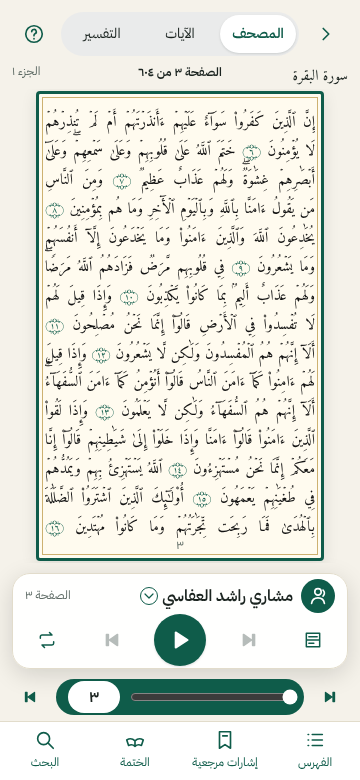 المصحف
الآيات
التفسير
سورة البقرة
الصفحة ٣ من ٦٠٤
الجزء ١
إِنَّ ٱلَّذِينَ كَفَرُوا۟ سَوَآءٌ عَلَيْهِمْ ءَأَنذَرْتَهُمْ أَمْ لَمْ تُنذِرْهُمْ
لَا يُؤْمِنُونَ ٦ خَتَمَ ٱللَّهُ عَلَىٰ قُلُوبِهِمْ وَعَلَىٰ سَمْعِهِمْ ۖ وَعَلَىٰٓ
أَبْصَـٰرِهِمْ غِشَـٰوَةٌ ۖ وَلَهُمْ عَذَابٌ عَظِيمٌ ٧ وَمِنَ ٱلنَّاسِ
مَن يَقُولُ ءَامَنَّا بِٱللَّهِ وَبِٱلْيَوْمِ ٱلْـَٔاخِرِ وَمَا هُم بِمُؤْمِنِينَ ٨
يُخَـٰدِعُونَ ٱللَّهَ وَٱلَّذِينَ ءَامَنُوا۟ وَمَا يَخْدَعُونَ إِلَّآ أَنفُسَهُمْ
وَمَا يَشْعُرُونَ ٩ فِى قُلُوبِهِم مَّرَضٌ فَزَادَهُمُ ٱللَّهُ مَرَضًا ۖ
وَلَهُمْ عَذَابٌ أَلِيمٌۢ بِمَا كَانُوا۟ يَكْذِبُونَ ١٠ وَإِذَا قِيلَ لَهُمْ
لَا تُفْسِدُوا۟ فِى ٱلْأَرْضِ قَالُوٓا۟ إِنَّمَا نَحْنُ مُصْلِحُونَ ١١
أَلَآ إِنَّهُمْ هُمُ ٱلْمُفْسِدُونَ وَلَـٰكِن لَّا يَشْعُرُونَ ١٢ وَإِذَا قِيلَ
لَهُمْ ءَامِنُوا۟ كَمَآ ءَامَنَ ٱلنَّاسُ قَالُوٓا۟ أَنُؤْمِنُ كَمَآ ءَامَنَ ٱلسُّفَهَآءُ ۗ
أَلَآ إِنَّهُمْ هُمُ ٱلسُّفَهَآءُ وَلَـٰكِن لَّا يَعْلَمُونَ ١٣ وَإِذَا لَقُوا۟
ٱلَّذِينَ ءَامَنُوا۟ قَالُوٓا۟ ءَامَنَّا وَإِذَا خَلَوْا۟ إِلَىٰ شَيَـٰطِينِهِمْ قَالُوٓا۟ إِنَّا
مَعَكُمْ إِنَّمَا نَحْنُ مُسْتَهْزِءُونَ ١٤ ٱللَّهُ يَسْتَهْزِئُ بِهِمْ وَيَمُدُّهُمْ
فِى طُغْيَـٰنِهِمْ يَعْمَهُونَ ١٥ أُو۟لَـٰٓئِكَ ٱلَّذِينَ ٱشْتَرَوُا۟ ٱلضَّلَـٰلَةَ
بِٱلْهُدَىٰ فَمَا رَبِحَت تِّجَـٰرَتُهُمْ وَمَا كَانُوا۟ مُهْتَدِينَ ١٦
٣
مشاري راشد العفاسي
الصفحة ٣
٣
الفهرس
إشارات مرجعية
الختمة
البحث